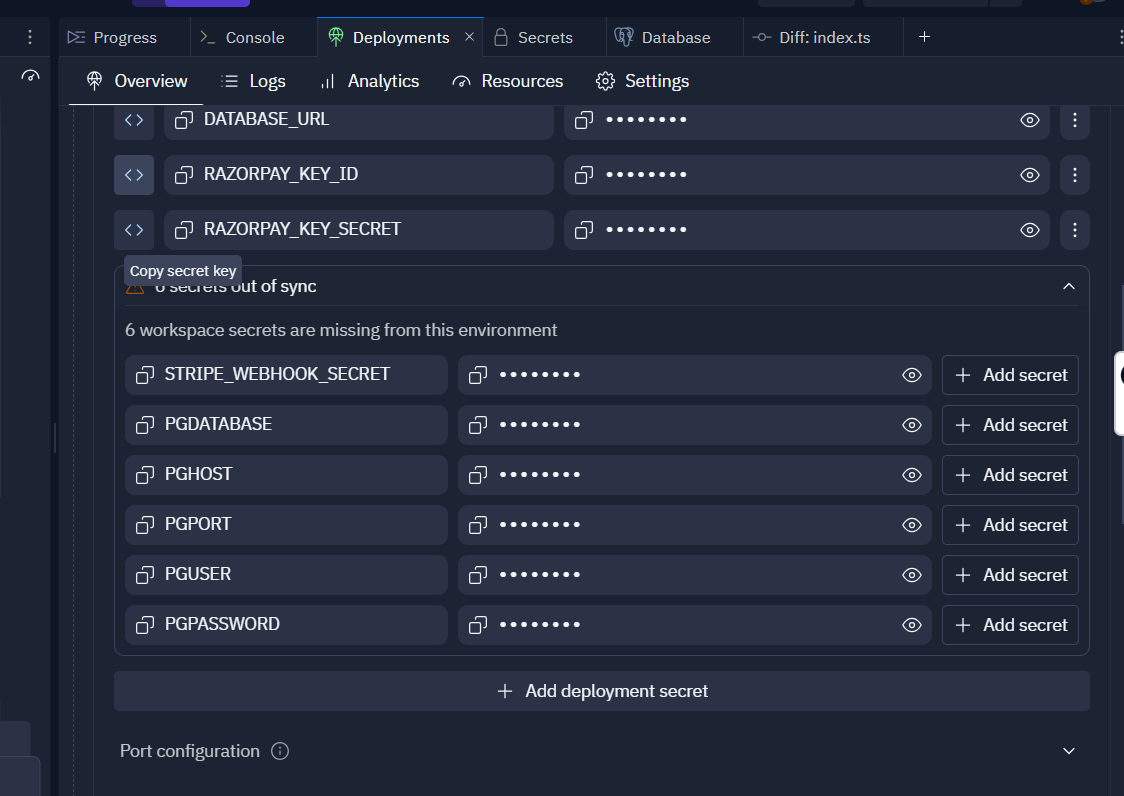 Progress Console Deployments Secrets Database Diff: index.ts
Overview Logs Analytics Resources Settings
DATABASE_URL ••••••••
RAZORPAY_KEY_ID ••••••••
RAZORPAY_KEY_SECRET ••••••••
Copy secret key
6 secrets out of sync
6 workspace secrets are missing from this environment
STRIPE_WEBHOOK_SECRET •••••••• Add secret
PGDATABASE •••••••• Add secret
PGHOST •••••••• Add secret
PGPORT •••••••• Add secret
PGUSER •••••••• Add secret
PGPASSWORD •••••••• Add secret
Add deployment secret
Port configuration